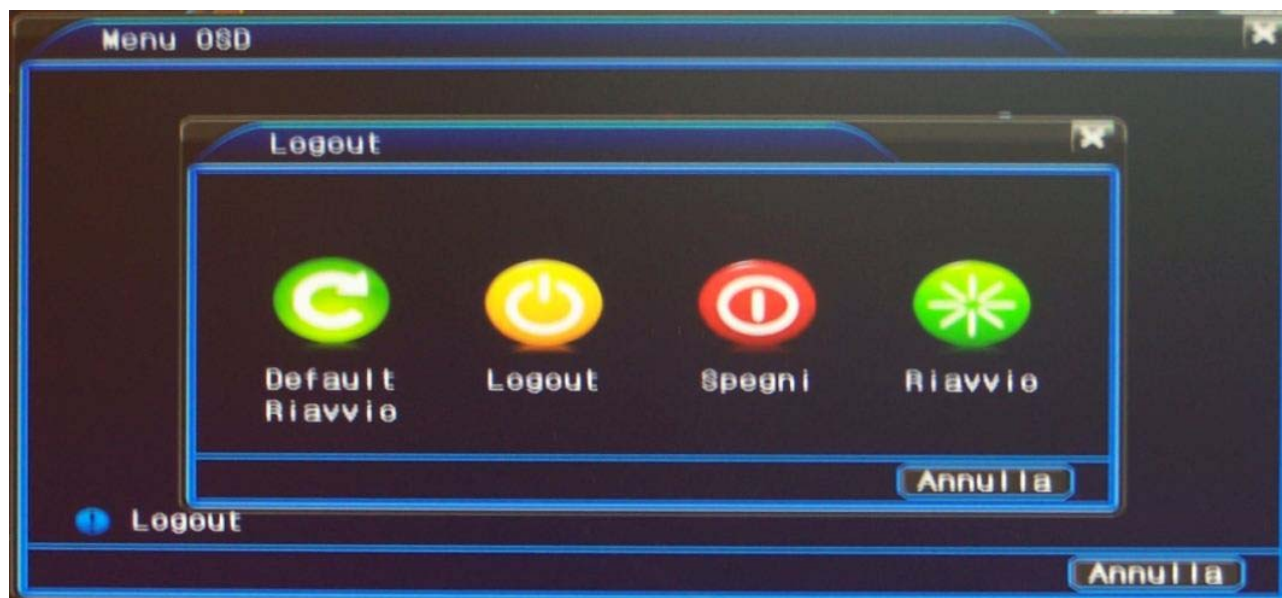 Menu OSD
Logout
Default
Riavvio
Logout
Spegni
Riavvio
Annulla
Logout
Annulla